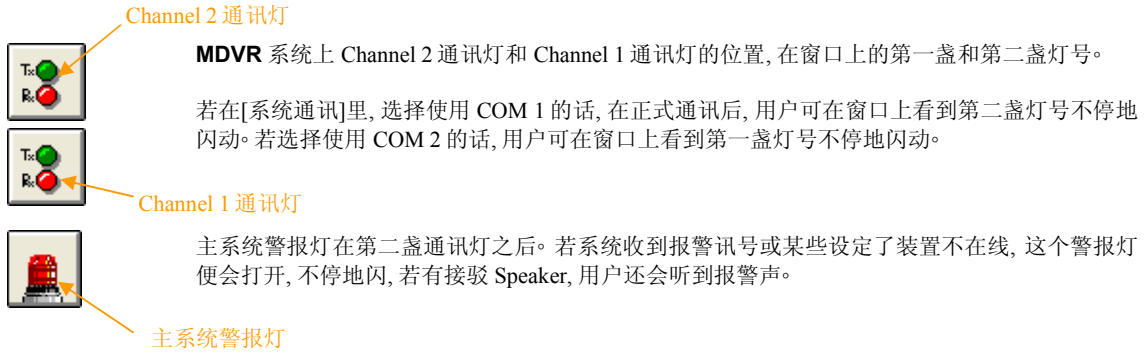 Channel 2 通讯灯
Tx
Rx
MDVR 系统上 Channel 2 通讯灯和 Channel 1 通讯灯的位置, 在窗口上的第一盏和第二盏灯号。
若在[系统通讯]里, 选择使用 COM 1 的话, 在正式通讯后, 用户可在窗口上看到第二盏灯号不停地
闪动。若选择使用 COM 2 的话, 用户可在窗口上看到第一盏灯号不停地闪动。
Tx
Rx
Channel 1 通讯灯
主系统警报灯在第二盏通讯灯之后。若系统收到报警讯号或某些设定了装置不在线, 这个警报灯
便会打开, 不停地闪, 若有接驳 Speaker, 用户还会听到报警声。
主系统警报灯